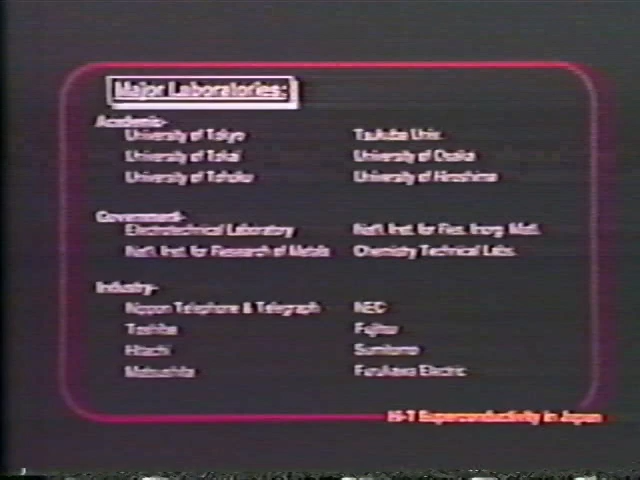 Major Laboratories:
Academic-
University of Tokyo
Tsukuba Univ.
University of Tokai
University of Osaka
University of Tohoku
University of Hiroshima
Government-
Electrotechnical Laboratory
Nat'l. Inst. for Res. Inorg. Matl.
Nat'l. Inst. for Research of Metals
Chemistry Technical Labs.
Industry-
Nippon Telephone & Telegraph
NEC
Toshiba
Fujitsu
Hitachi
Sumitomo
Matsushita
Furukawa Electric
Hi-T Superconductivity in Japan